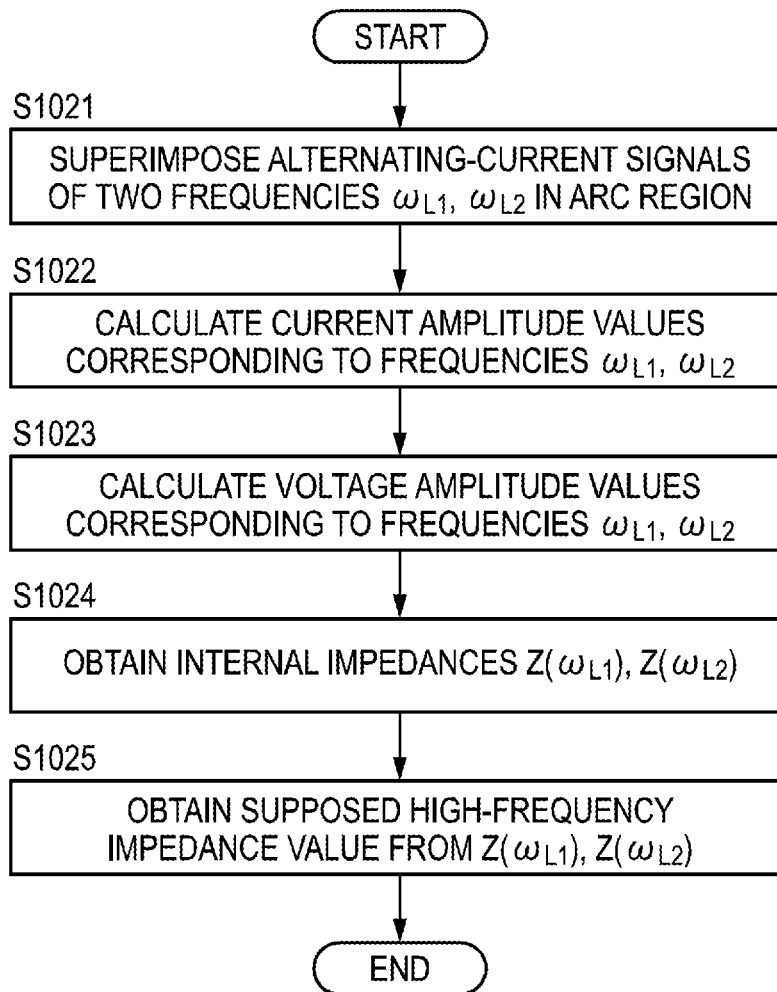 START
S1021
SUPERIMPOSE ALTERNATING-CURRENT SIGNALS
OF TWO FREQUENCIES ωL1, ωL2 IN ARC REGION
S1022
CALCULATE CURRENT AMPLITUDE VALUES
CORRESPONDING TO FREQUENCIES ωL1, ωL2
S1023
CALCULATE VOLTAGE AMPLITUDE VALUES
CORRESPONDING TO FREQUENCIES ωL1, ωL2
S1024
OBTAIN INTERNAL IMPEDANCES Z(ωL1), Z(ωL2)
S1025
OBTAIN SUPPOSED HIGH-FREQUENCY
IMPEDANCE VALUE FROM Z(ωL1), Z(ωL2)
END